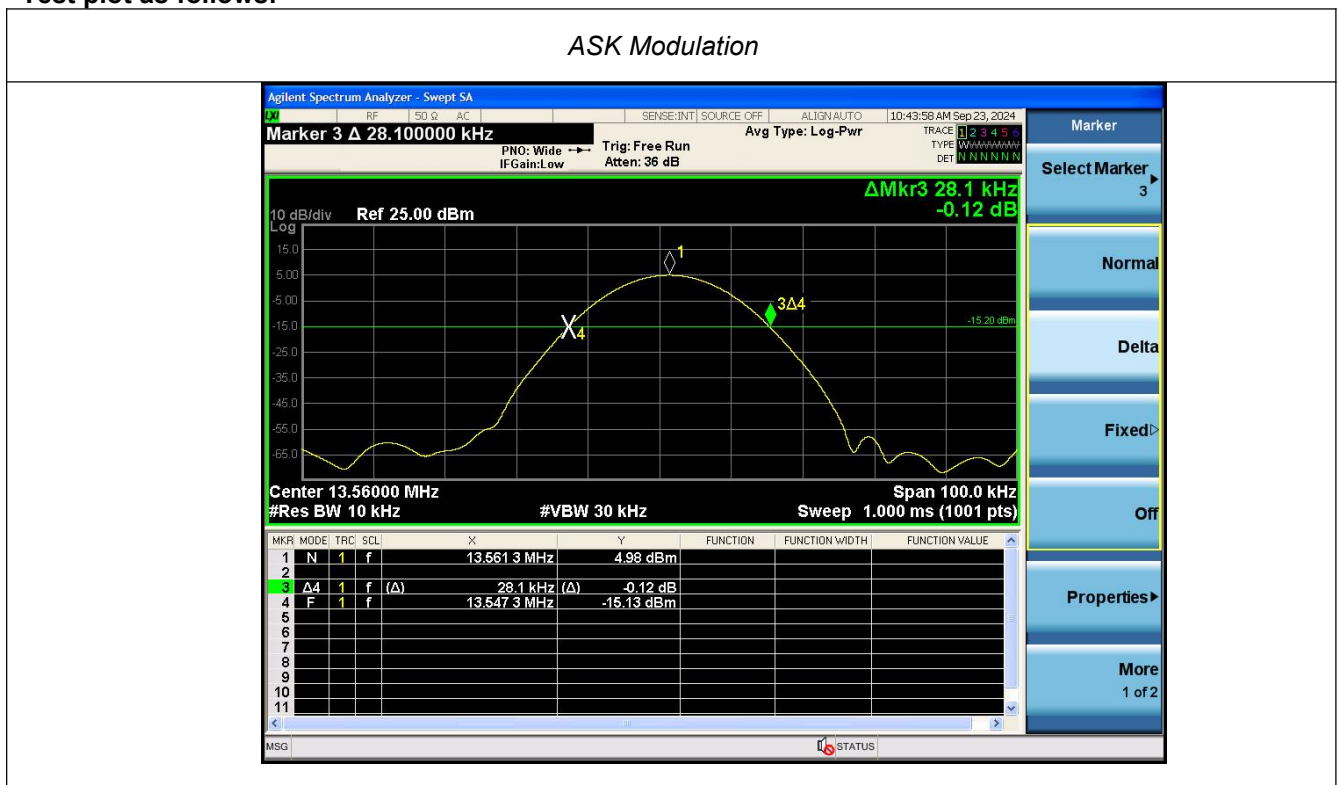 Test plot as follows:
ASK Modulation
Agilent Spectrum Analyzer - Swept SA
LXI RF 50 Ω AC SENSE:INT SOURCE OFF ALIGN AUTO 10:43:58 AM Sep 23, 2024
Marker 3 Δ 28.100000 kHz
PNO: Wide
IFGain:Low
Trig: Free Run
Atten: 36 dB
Avg Type: Log-Pwr
TRACE 1 2 3 4 5 6
TYPE WWWWWW
DET N N N N N N
ΔMkr3 28.1 kHz
-0.12 dB
10 dB/div Ref 25.00 dBm
Log
15.0
5.00
-5.00
-15.0
-25.0
-35.0
-45.0
-55.0
-65.0
1
3Δ4
4
-15.20 dBm
Center 13.56000 MHz Span 100.0 kHz
#Res BW 10 kHz #VBW 30 kHz Sweep 1.000 ms (1001 pts)
MKR MODE TRC SCL X Y FUNCTION FUNCTION WIDTH FUNCTION VALUE
1 N 1 f 13.561 3 MHz 4.98 dBm
2
3 Δ4 1 f (Δ) 28.1 kHz (Δ) -0.12 dB
4 F 1 f 13.547 3 MHz -15.13 dBm
5
6
7
8
9
10
11
MSG STATUS
Marker
Select Marker
3
Normal
Delta
Fixed
Off
Properties
More
1 of 2